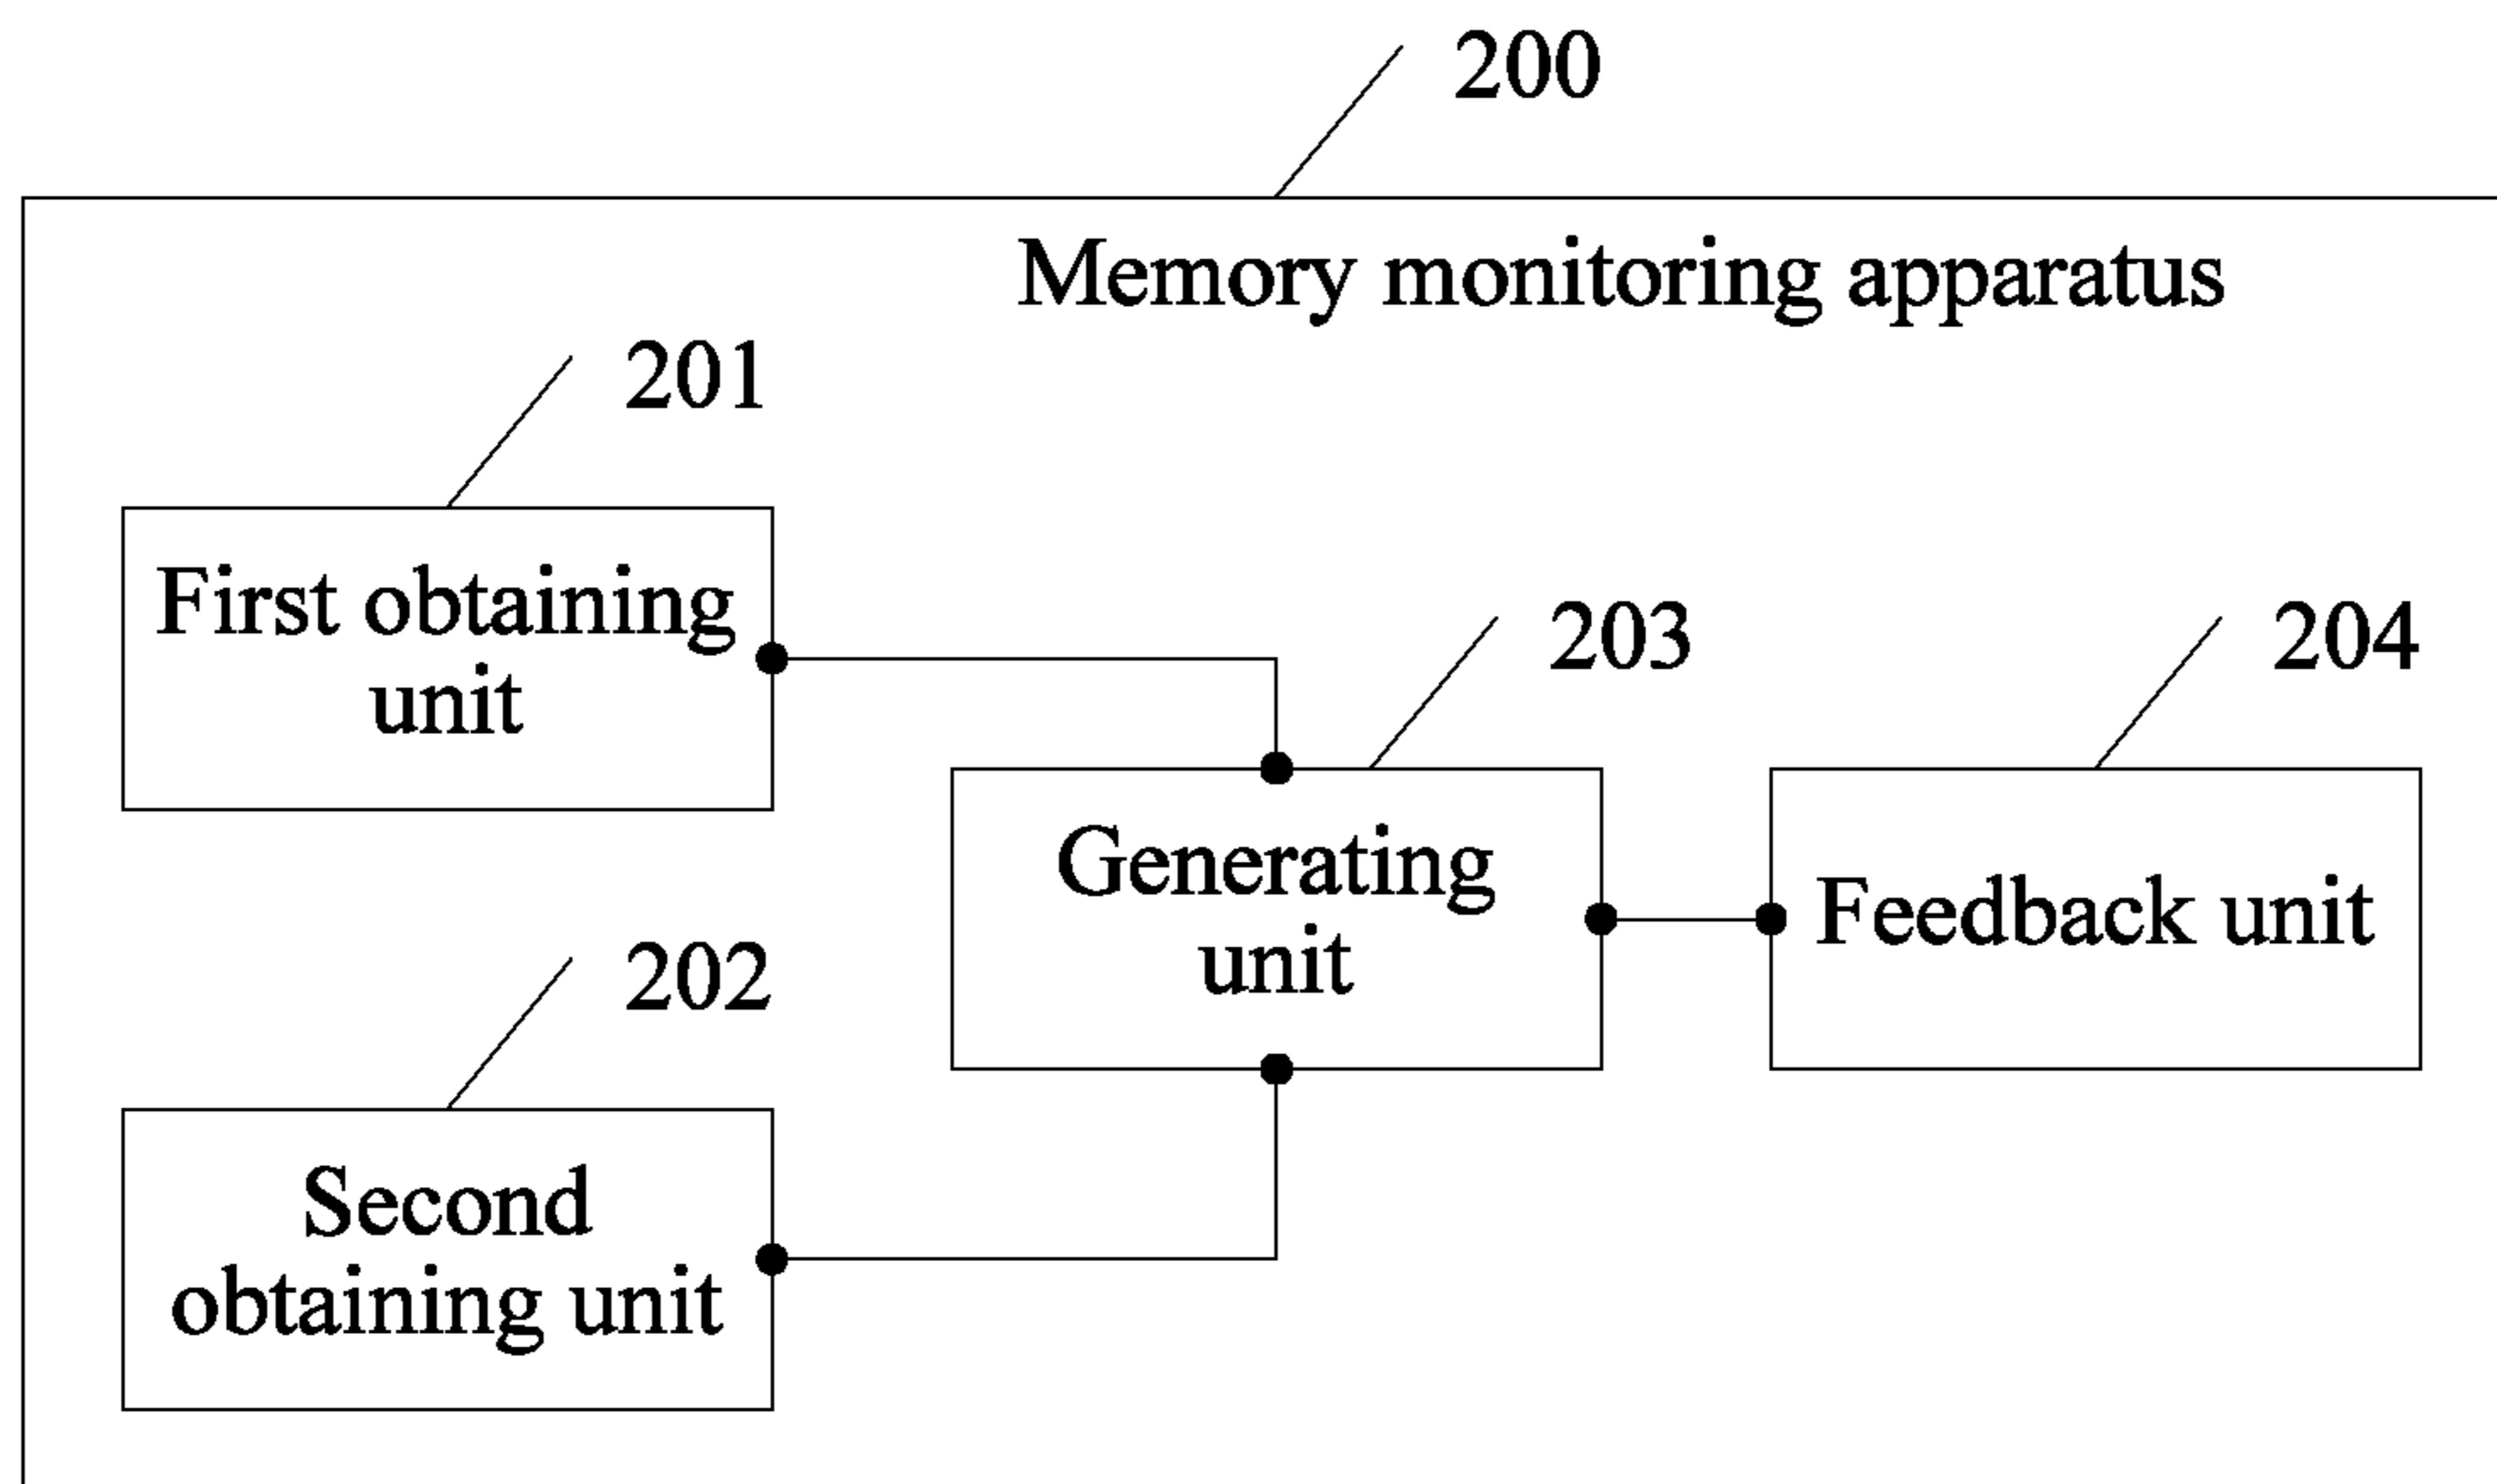 200
Memory monitoring apparatus
201
First obtaining
unit
203
204
Generating
unit
Feedback unit
202
Second
obtaining unit